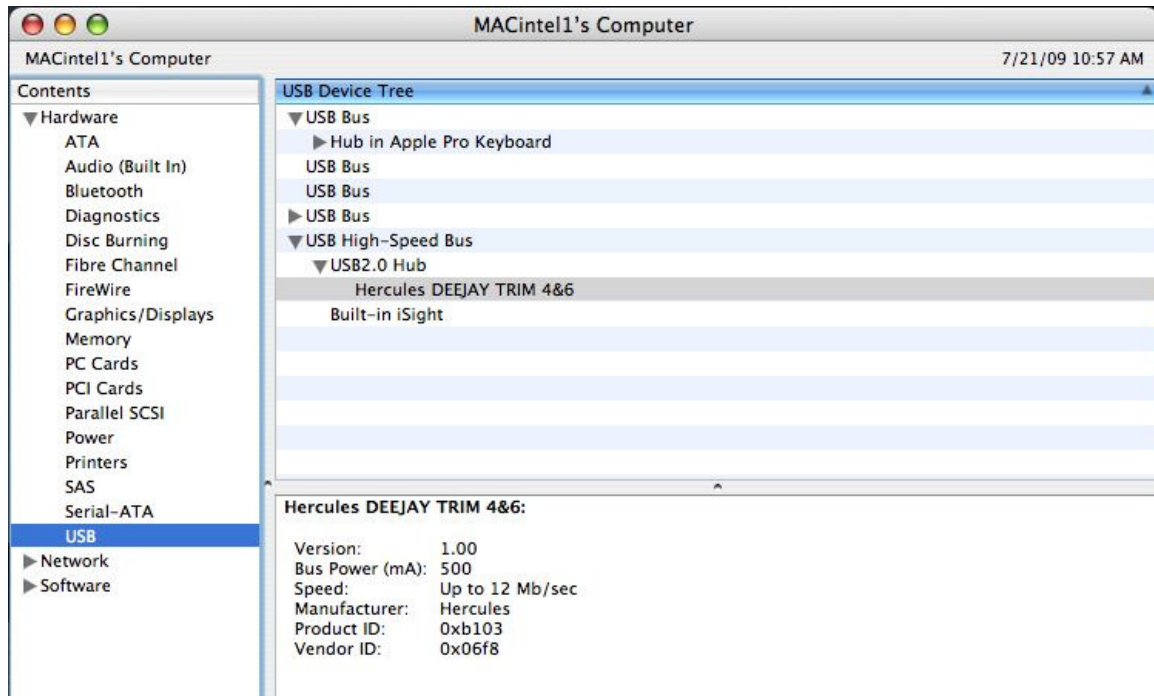 MACintel1's Computer
MACintel1's Computer 7/21/09 10:57 AM
Contents
Hardware
ATA
Audio (Built In)
Bluetooth
Diagnostics
Disc Burning
Fibre Channel
FireWire
Graphics/Displays
Memory
PC Cards
PCI Cards
Parallel SCSI
Power
Printers
SAS
Serial-ATA
USB
Network
Software
USB Device Tree
USB Bus
Hub in Apple Pro Keyboard
USB Bus
USB Bus
USB Bus
USB High-Speed Bus
USB2.0 Hub
Hercules DEEJAY TRIM 4&6
Built-in iSight
Hercules DEEJAY TRIM 4&6:
Version: 1.00
Bus Power (mA): 500
Speed: Up to 12 Mb/sec
Manufacturer: Hercules
Product ID: 0xb103
Vendor ID: 0x06f8